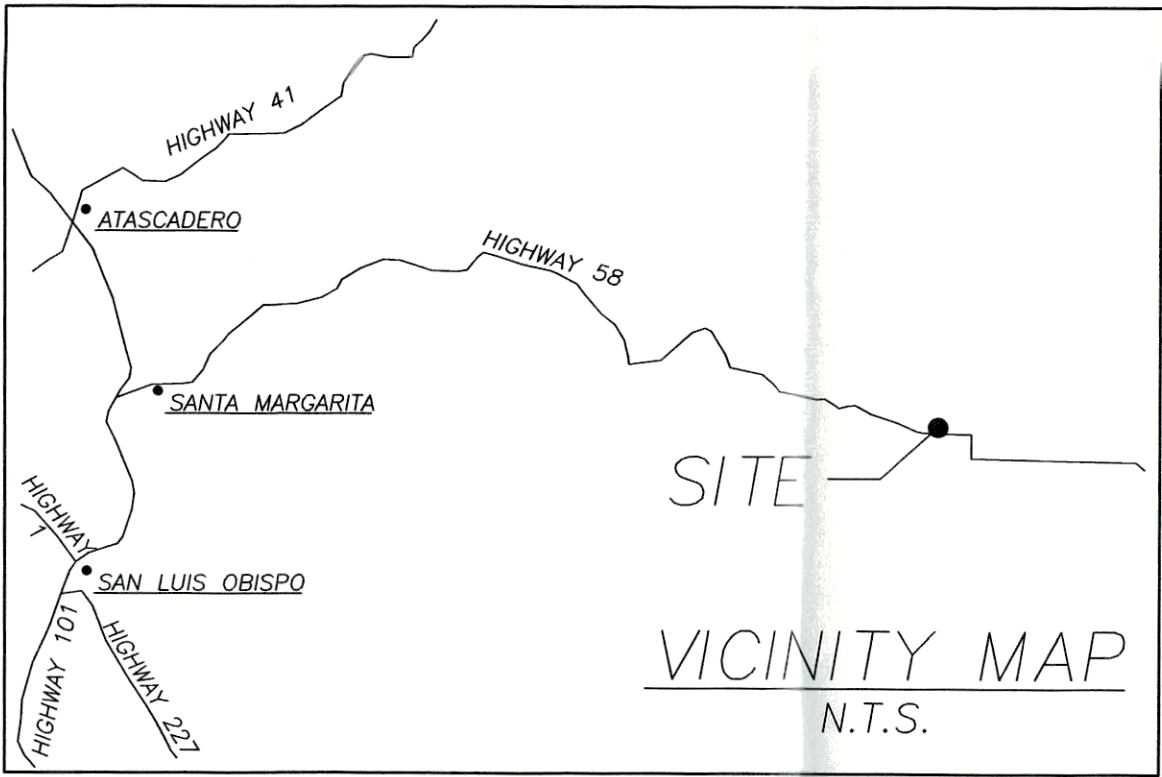 HIGHWAY 41
ATASCADERO
HIGHWAY 58
SANTA MARGARITA
SITE
HIGHWAY
1
SAN LUIS OBISPO
HIGHWAY 101
HIGHWAY 227
VICINITY MAP
N.T.S.